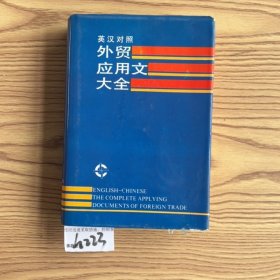 英汉对照
外贸
应用文
大全
ENGLISH-CHINESE
THE COMPLETE APPLYING
DOCUMENTS OF FOREIGN TRADE
h223